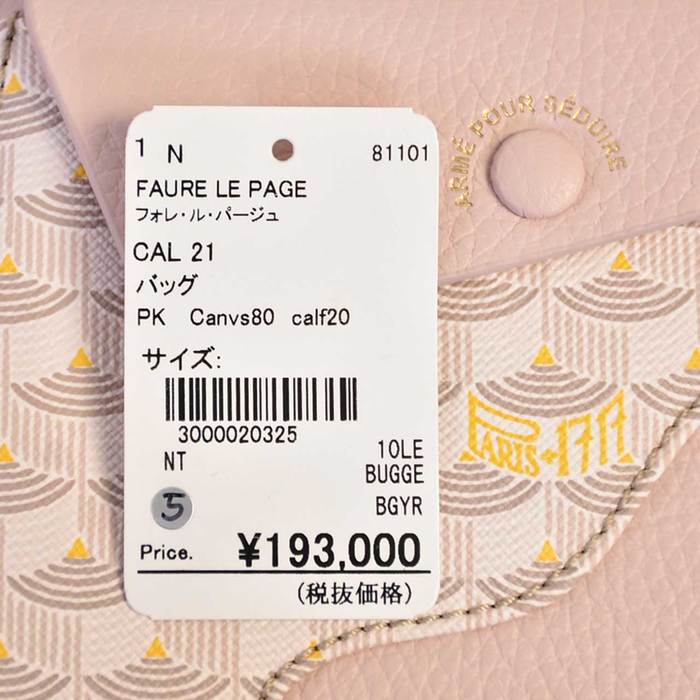 1 N 81101
FAURE LE PAGE
フォレ・ル・パージュ
CAL 21
バッグ
PK Canvs80 calf20
サイズ:
3000020325
NT 10LE
BUGGE
5 BGYR
Price. ¥193,000
(税抜価格)
ARMÉ POUR SÉDUIRE
PARIS 1717